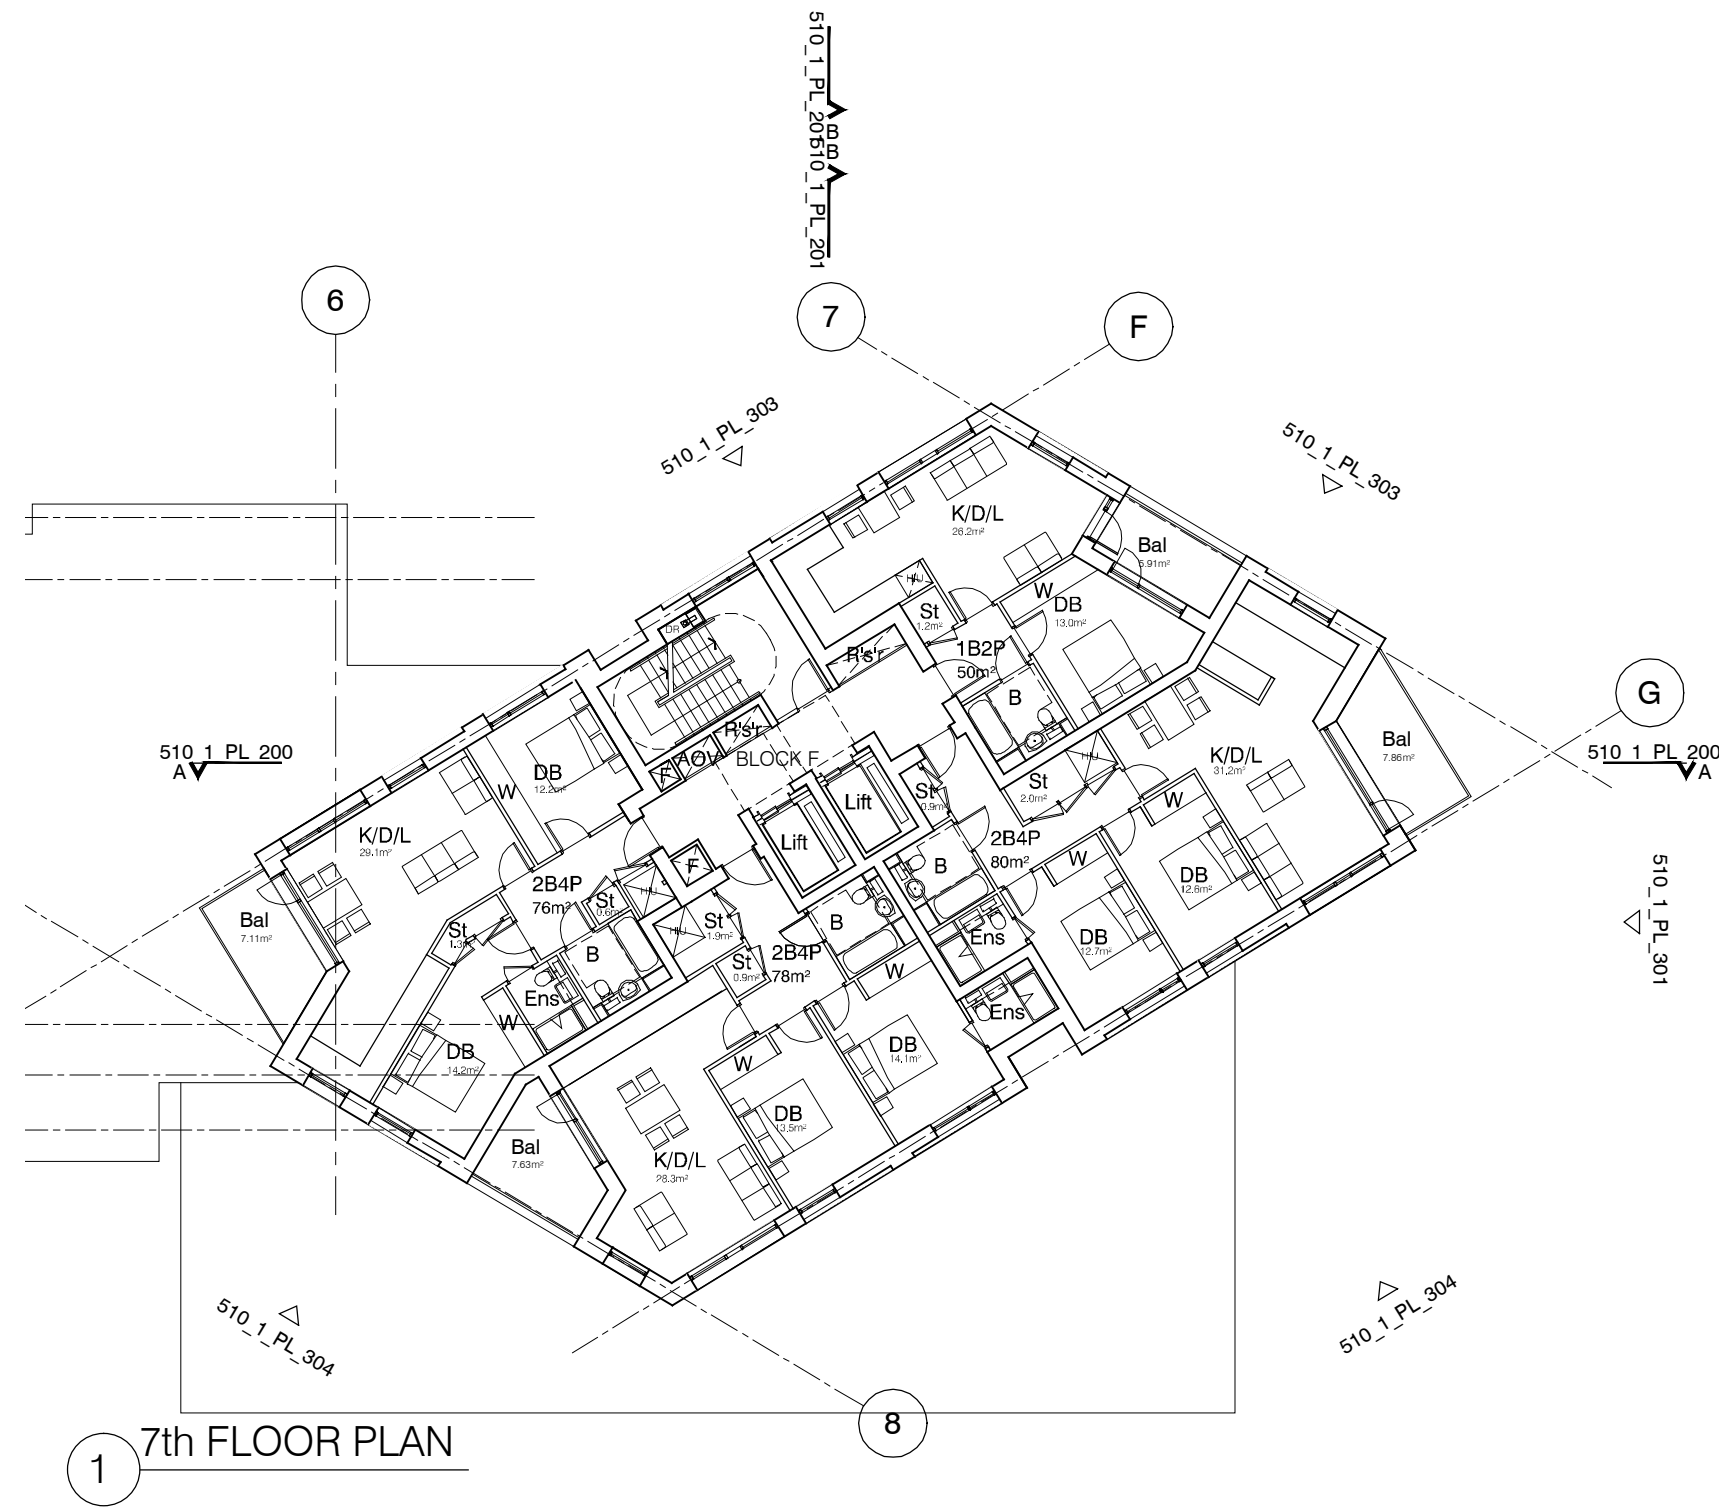 510_1_PL_201
B
B
510_1_PL_201
6
7
F
510_1_PL_303
510_1_PL_303
K/D/L
26.2m²
Bal
5.91m²
H/U
St
1.2m²
W
DB
13.0m²
DR
R's'r
1B2P
50m²
B
G
510_1_PL_200
A
510_1_PL_200
A
R's'r
AOV
BLOCK F
F
K/D/L
31.2m²
Bal
7.86m²
H/U
DB
12.2m²
W
St
2.0m²
St
0.9m²
Lift
Lift
W
K/D/L
29.1m²
2B4P
80m²
W
B
F
DB
12.6m²
2B4P
76m²
H/U
St
0.6m²
Bal
7.11m²
St
1.3m²
H/U
St
1.9m²
B
510_1_PL_301
Ens
DB
12.7m²
B
St
0.9m²
2B4P
78m²
W
Ens
W
Ens
DB
14.2m²
DB
14.1m²
W
DB
13.5m²
Bal
7.63m²
K/D/L
28.3m²
510_1_PL_304
510_1_PL_304
8
1
7th FLOOR PLAN